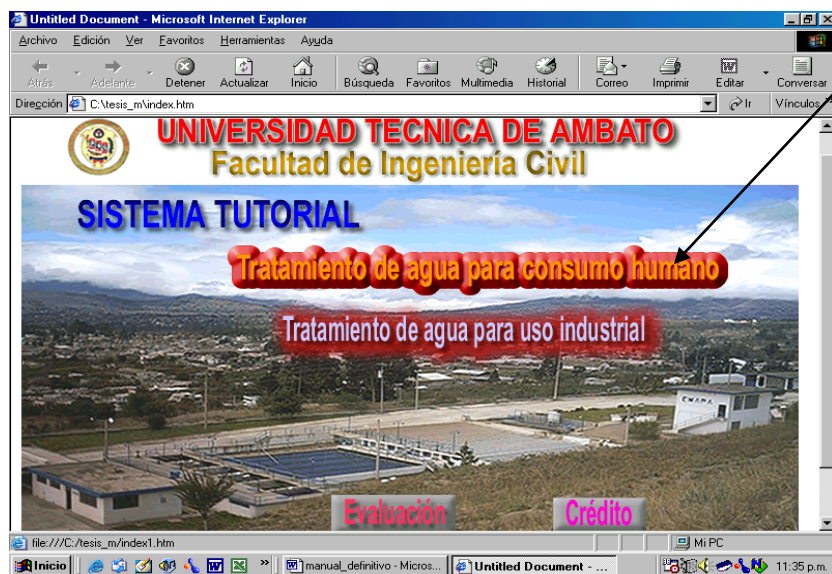 Untitled Document - Microsoft Internet Explorer
Archivo Edición Ver Favoritos Herramientas Ayuda
Atrás Adelante Detener Actualizar Inicio Búsqueda Favoritos Multimedia Historial Correo Imprimir Editar Conversar
Dirección C:\tesis_m\index.htm Ir Vínculos
UNIVERSIDAD TECNICA DE AMBATO
Facultad de Ingeniería Civil
SISTEMA TUTORIAL
Tratamiento de agua para consumo humano
Tratamiento de agua para uso industrial
EMAPA
Evaluación Crédito
file:///C:/tesis_m/index1.htm Mi PC
Inicio » manual_definitivo - Micros... Untitled Document - ... 11:35 p.m.